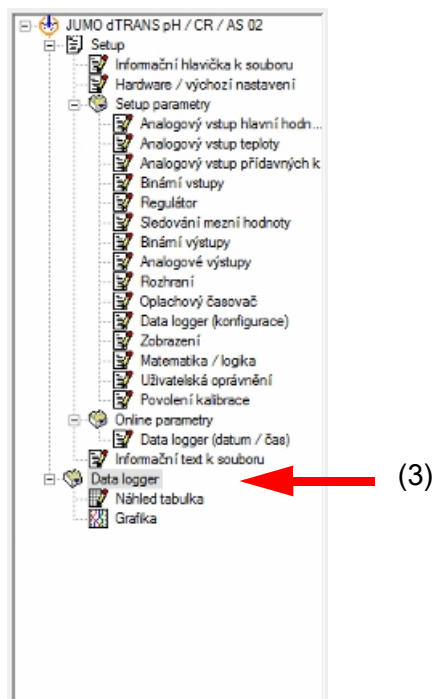 JUMO dTRANS pH / CR / AS 02
Setup
Informační hlavička k souboru
Hardware / výchozí nastavení
Setup parametry
Analogový vstup hlavní hodn...
Analogový vstup teploty
Analogový vstup přídavných k
Binární vstupy
Regulátor
Sledování mezní hodnoty
Binární výstupy
Analogové výstupy
Rozhraní
Oplachový časovač
Data logger (konfigurace)
Zobrazení
Matematika / logika
Uživatelská oprávnění
Povolení kalibrace
Online parametry
Data logger (datum / čas)
Informační text k souboru
Data logger (3)
Náhled tabulka
Grafika